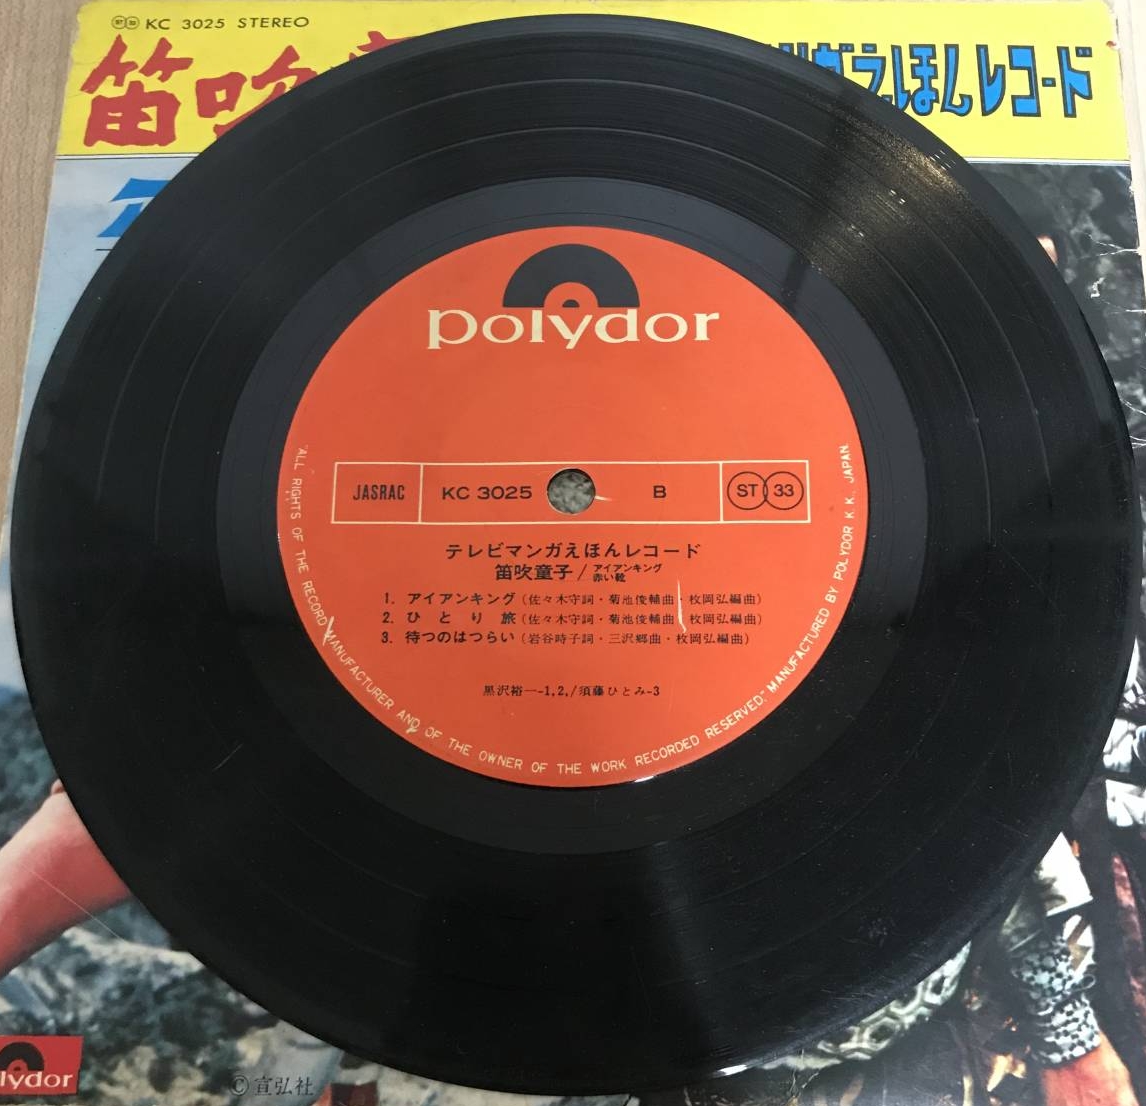 ST 33 KC 3025 STEREO
笛吹
えほんレコード
polydor
JASRAC KC 3025 B ST 33
テレビマンガえほんレコード
笛吹童子/アイアンキング
赤い靴
1. アイアンキング(佐々木守詞・菊池俊輔曲・枚岡弘編曲)
2. ひとり旅(佐々木守詞・菊池俊輔曲・枚岡弘編曲)
3. 待つのはつらい(岩谷時子詞・三沢郷曲・枚岡弘編曲)
黒沢裕一-1,2,/須藤ひとみ-3
"ALL RIGHTS OF THE RECORD MANUFACTURER AND OF THE OWNER OF THE WORK RECORDED RESERVED." MANUFACTURED BY POLYDOR K.K. JAPAN.
lydor
© 宣弘社